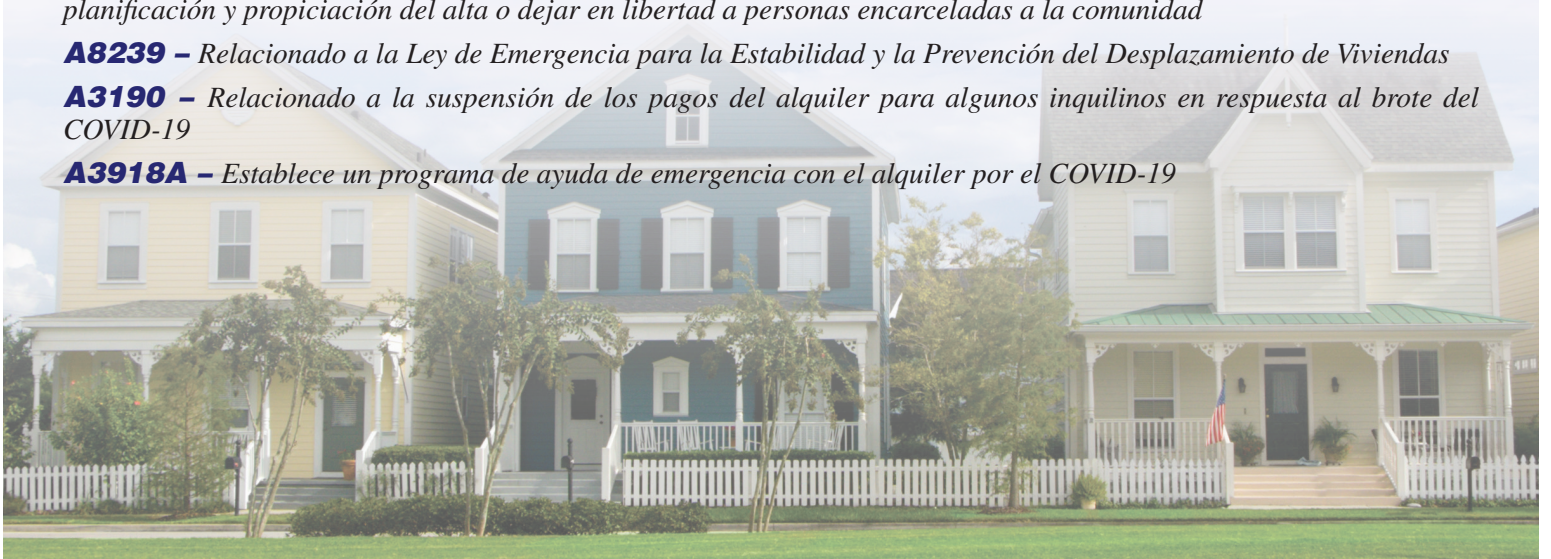 planificación y propiciación del alta o dejar en libertad a personas encarceladas a la comunidad
A8239 – Relacionado a la Ley de Emergencia para la Estabilidad y la Prevención del Desplazamiento de Viviendas
A3190 – Relacionado a la suspensión de los pagos del alquiler para algunos inquilinos en respuesta al brote del
COVID-19
A3918A – Establece un programa de ayuda de emergencia con el alquiler por el COVID-19